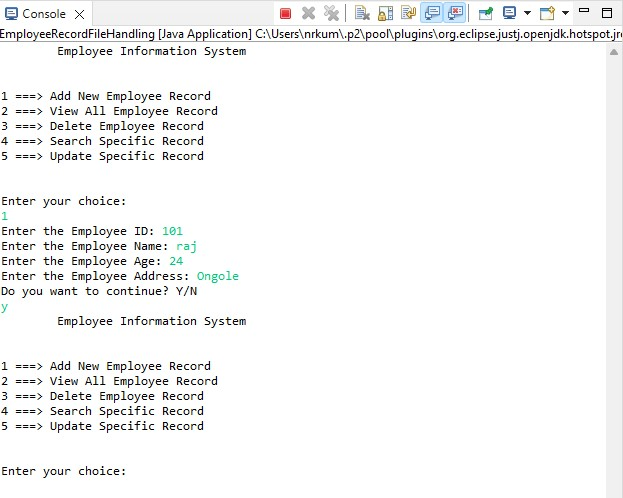 Console
EmployeeRecordFileHandling [Java Application] C:\Users\nrkum\.p2\pool\plugins\org.eclipse.justj.openjdk.hotspot.jre
Employee Information System
1 ===> Add New Employee Record
2 ===> View All Employee Record
3 ===> Delete Employee Record
4 ===> Search Specific Record
5 ===> Update Specific Record
Enter your choice:
1
Enter the Employee ID: 101
Enter the Employee Name: raj
Enter the Employee Age: 24
Enter the Employee Address: Ongole
Do you want to continue? Y/N
y
Employee Information System
1 ===> Add New Employee Record
2 ===> View All Employee Record
3 ===> Delete Employee Record
4 ===> Search Specific Record
5 ===> Update Specific Record
Enter your choice: